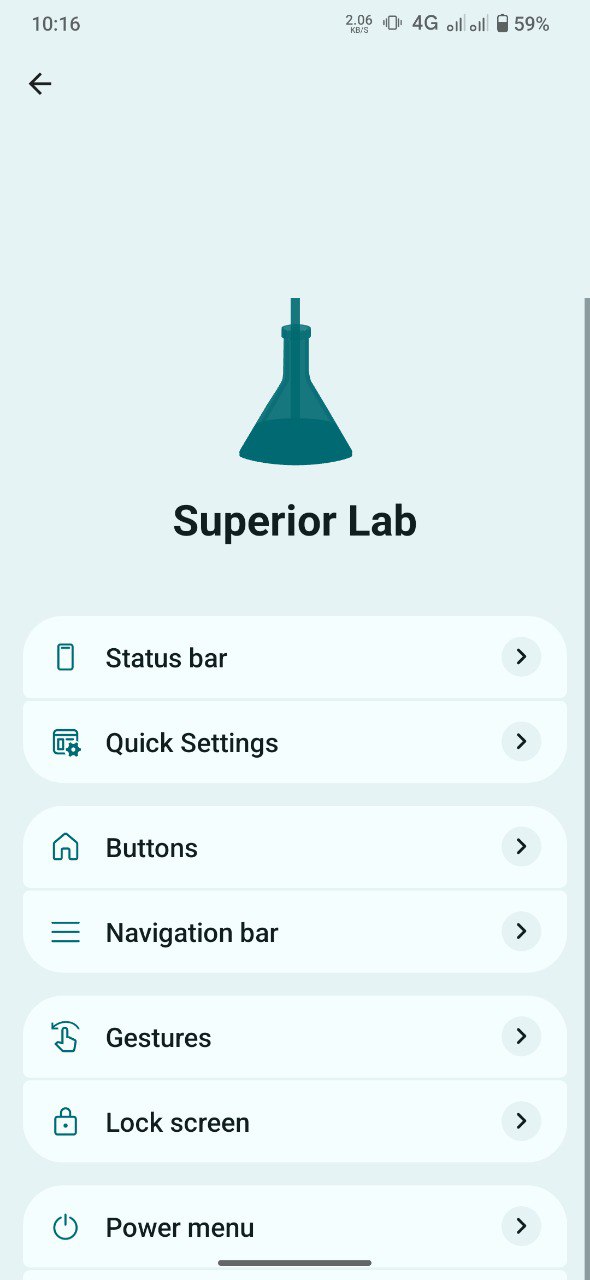 10:16 2.06 KB/S 4G 59%
Superior Lab
Status bar
Quick Settings
Buttons
Navigation bar
Gestures
Lock screen
Power menu